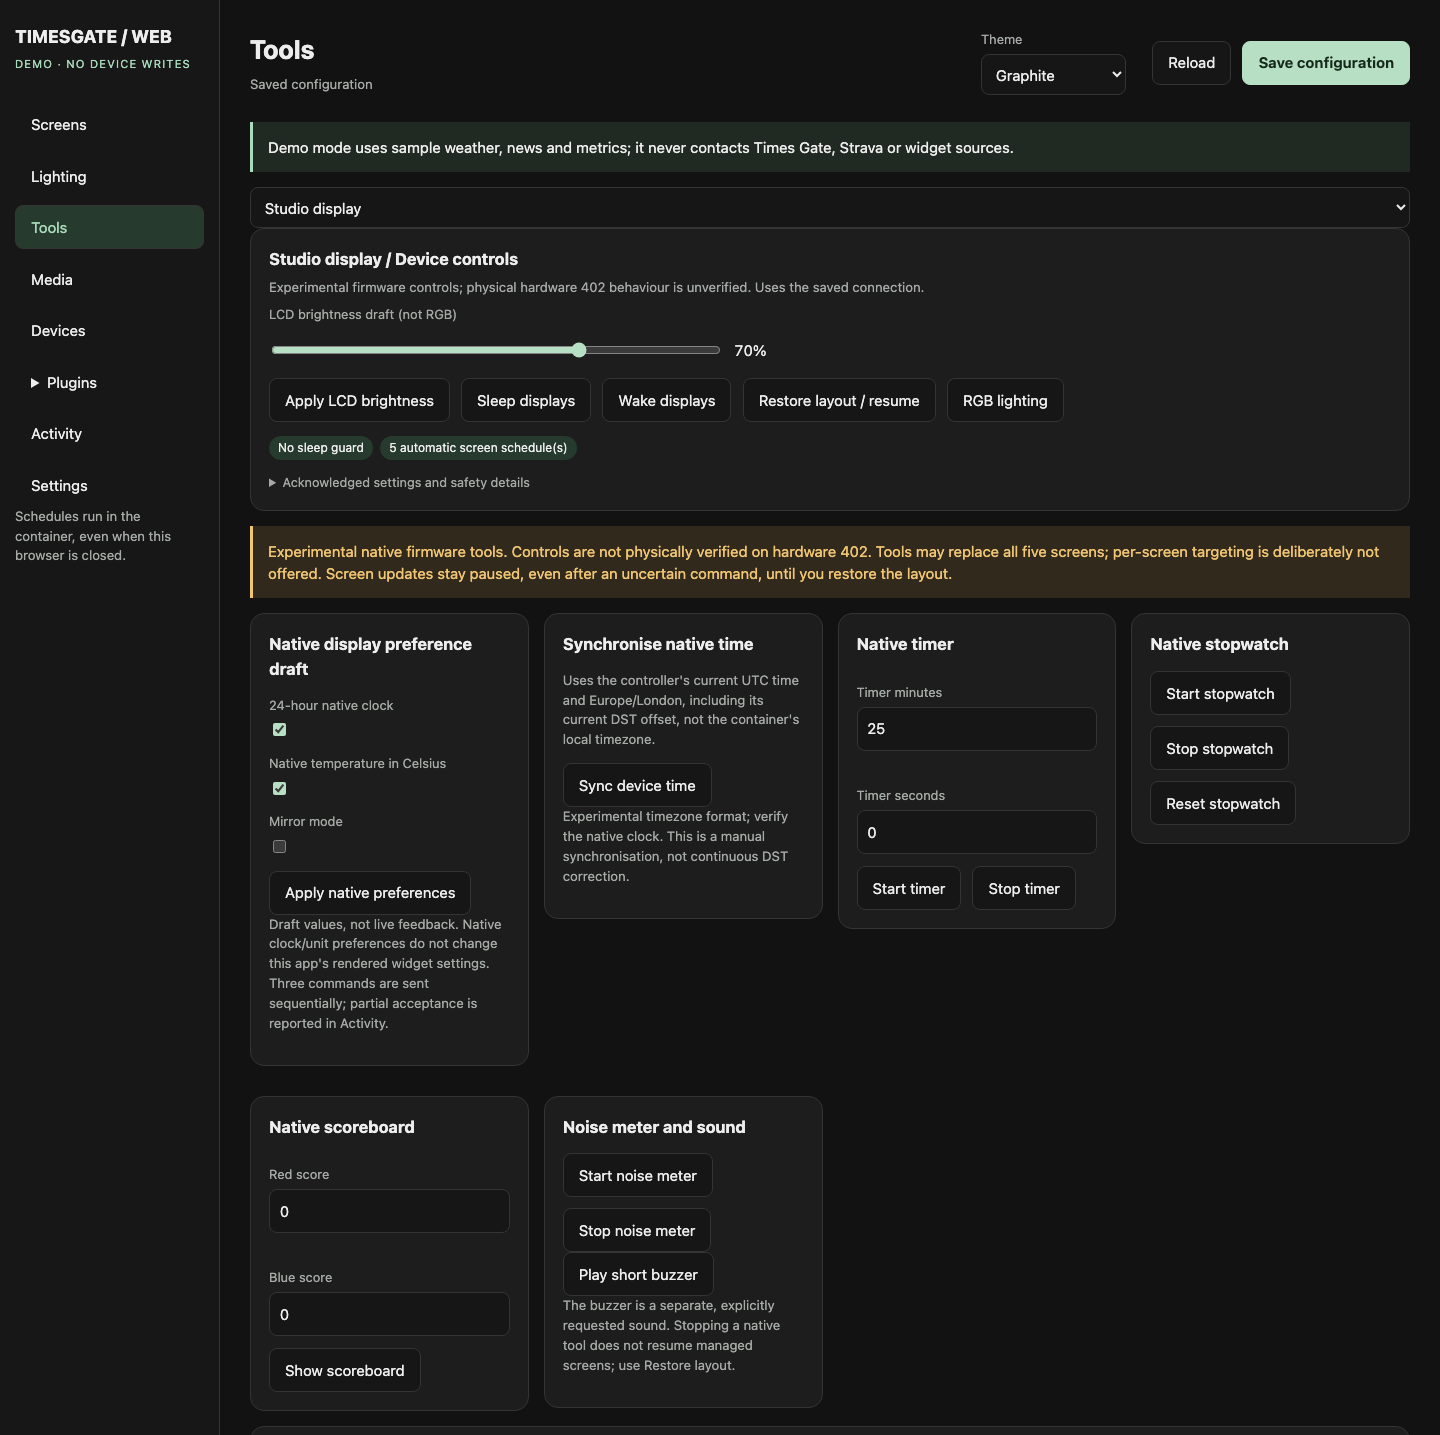 TIMESGATE / WEB
DEMO · NO DEVICE WRITES
Screens
Lighting
Tools
Media
Devices
Plugins
Activity
Settings
Schedules run in the
container, even when this
browser is closed.
Tools
Saved configuration
Theme
Graphite
Reload
Save configuration
Demo mode uses sample weather, news and metrics; it never contacts Times Gate, Strava or widget sources.
Studio display
Studio display / Device controls
Experimental firmware controls; physical hardware 402 behaviour is unverified. Uses the saved connection.
LCD brightness draft (not RGB)
70%
Apply LCD brightness
Sleep displays
Wake displays
Restore layout / resume
RGB lighting
No sleep guard
5 automatic screen schedule(s)
Acknowledged settings and safety details
Experimental native firmware tools. Controls are not physically verified on hardware 402. Tools may replace all five screens; per-screen targeting is deliberately not
offered. Screen updates stay paused, even after an uncertain command, until you restore the layout.
Native display preference
draft
24-hour native clock
Native temperature in Celsius
Mirror mode
Apply native preferences
Draft values, not live feedback. Native
clock/unit preferences do not change
this app's rendered widget settings.
Three commands are sent
sequentially; partial acceptance is
reported in Activity.
Synchronise native time
Uses the controller's current UTC time
and Europe/London, including its
current DST offset, not the container's
local timezone.
Sync device time
Experimental timezone format; verify
the native clock. This is a manual
synchronisation, not continuous DST
correction.
Native timer
Timer minutes
25
Timer seconds
0
Start timer
Stop timer
Native stopwatch
Start stopwatch
Stop stopwatch
Reset stopwatch
Native scoreboard
Red score
0
Blue score
0
Show scoreboard
Noise meter and sound
Start noise meter
Stop noise meter
Play short buzzer
The buzzer is a separate, explicitly
requested sound. Stopping a native
tool does not resume managed
screens; use Restore layout.